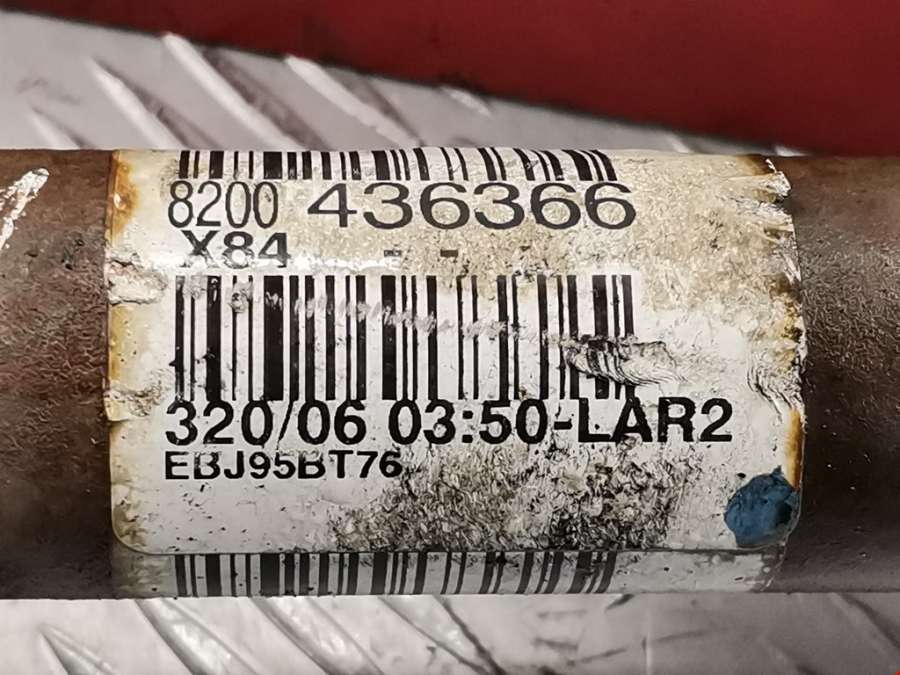 8200 436366
X84 - -
320/06 03:50-LAR2
EBJ95BT76